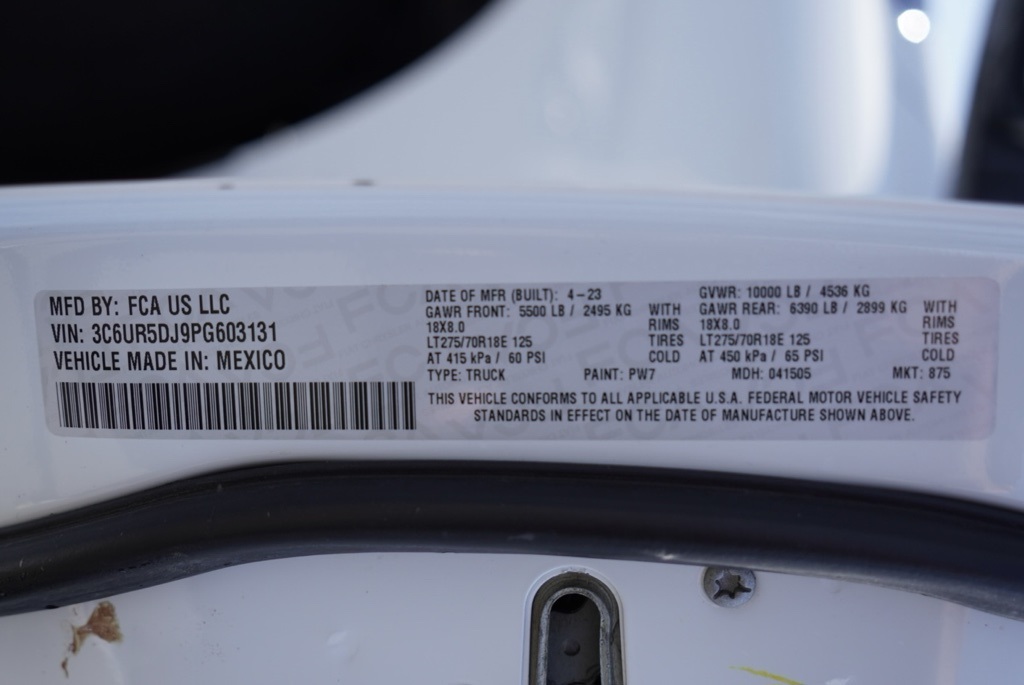 MFD BY: FCA US LLC
VIN: 3C6UR5DJ9PG603131
VEHICLE MADE IN: MEXICO
DATE OF MFR (BUILT): 4-23
GAWR FRONT: 5500 LB / 2495 KG WITH
18X8.0 RIMS
LT275/70R18E 125 TIRES
AT 415 kPa / 60 PSI COLD
GVWR: 10000 LB / 4536 KG
GAWR REAR: 6390 LB / 2899 KG WITH
18X8.0 RIMS
LT275/70R18E 125 TIRES
AT 450 kPa / 65 PSI COLD
TYPE: TRUCK PAINT: PW7 MDH: 041505 MKT: 875
THIS VEHICLE CONFORMS TO ALL APPLICABLE U.S.A. FEDERAL MOTOR VEHICLE SAFETY
STANDARDS IN EFFECT ON THE DATE OF MANUFACTURE SHOWN ABOVE.